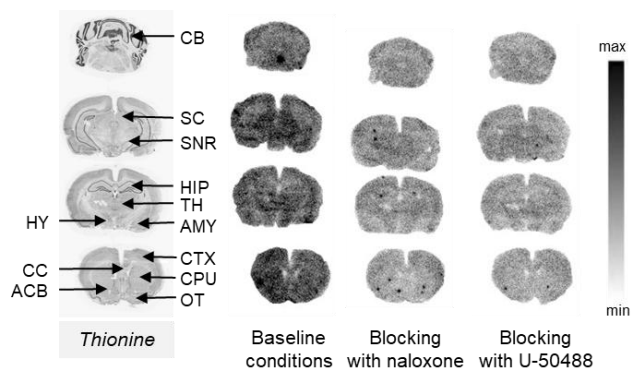 CB
max
SC
SNR
HIP
TH
HY
AMY
CTX
CC
CPU
ACB
OT
min
Thionine
Baseline
conditions
Blocking
with naloxone
Blocking
with U-50488